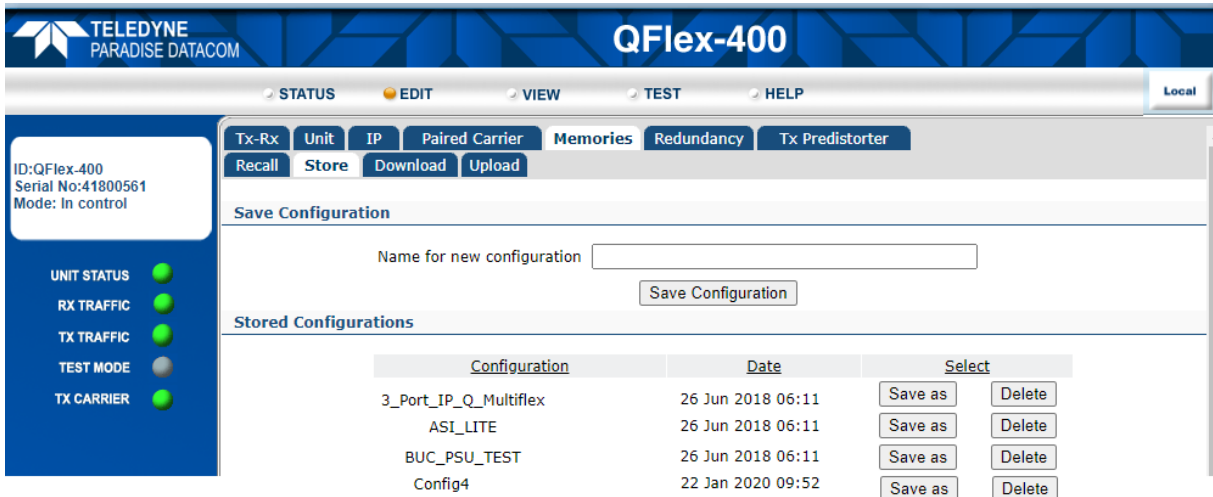 TELEDYNE
PARADISE DATACOM
QFlex-400
STATUS EDIT VIEW TEST HELP Local
Tx-Rx Unit IP Paired Carrier Memories Redundancy Tx Predistorter
Recall Store Download Upload
ID:QFlex-400
Serial No:41800561
Mode: In control
Save Configuration
Name for new configuration
Save Configuration
UNIT STATUS
RX TRAFFIC
TX TRAFFIC
TEST MODE
TX CARRIER
Stored Configurations
Configuration Date Select
3_Port_IP_Q_Multiflex 26 Jun 2018 06:11 Save as Delete
ASI_LITE 26 Jun 2018 06:11 Save as Delete
BUC_PSU_TEST 26 Jun 2018 06:11 Save as Delete
Config4 22 Jan 2020 09:52 Save as Delete